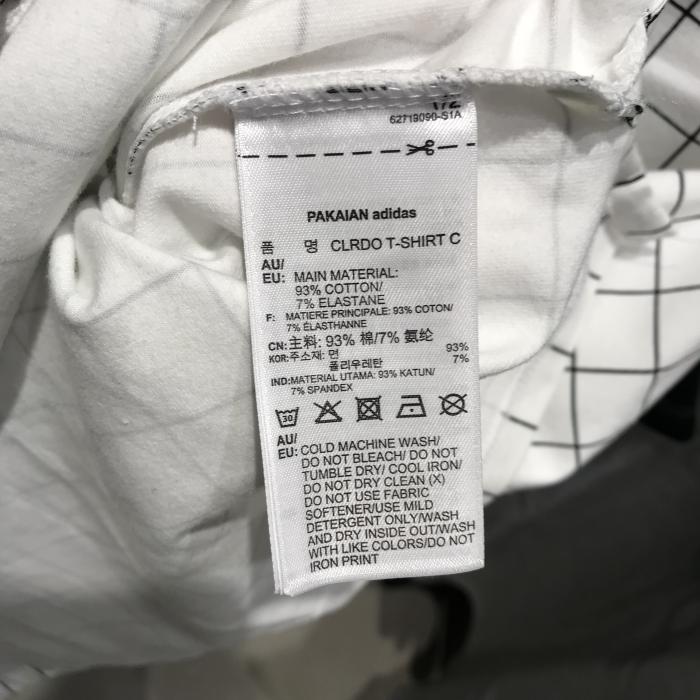 1/2
62719090-S1A
PAKAIAN adidas
품 명 CLRDO T-SHIRT C
AU/
EU: MAIN MATERIAL:
93% COTTON/
7% ELASTANE
F: MATIERE PRINCIPALE: 93% COTON/
7% ÉLASTHANNE
CN:主料: 93% 棉/7% 氨纶
KOR:주소재: 면 93%
폴리우레탄 7%
IND:MATERIAL UTAMA: 93% KATUN/
7% SPANDEX
30
AU/
EU: COLD MACHINE WASH/
DO NOT BLEACH/ DO NOT
TUMBLE DRY/ COOL IRON/
DO NOT DRY CLEAN (X)
DO NOT USE FABRIC
SOFTENER/USE MILD
DETERGENT ONLY/WASH
AND DRY INSIDE OUT/WASH
WITH LIKE COLORS/DO NOT
IRON PRINT